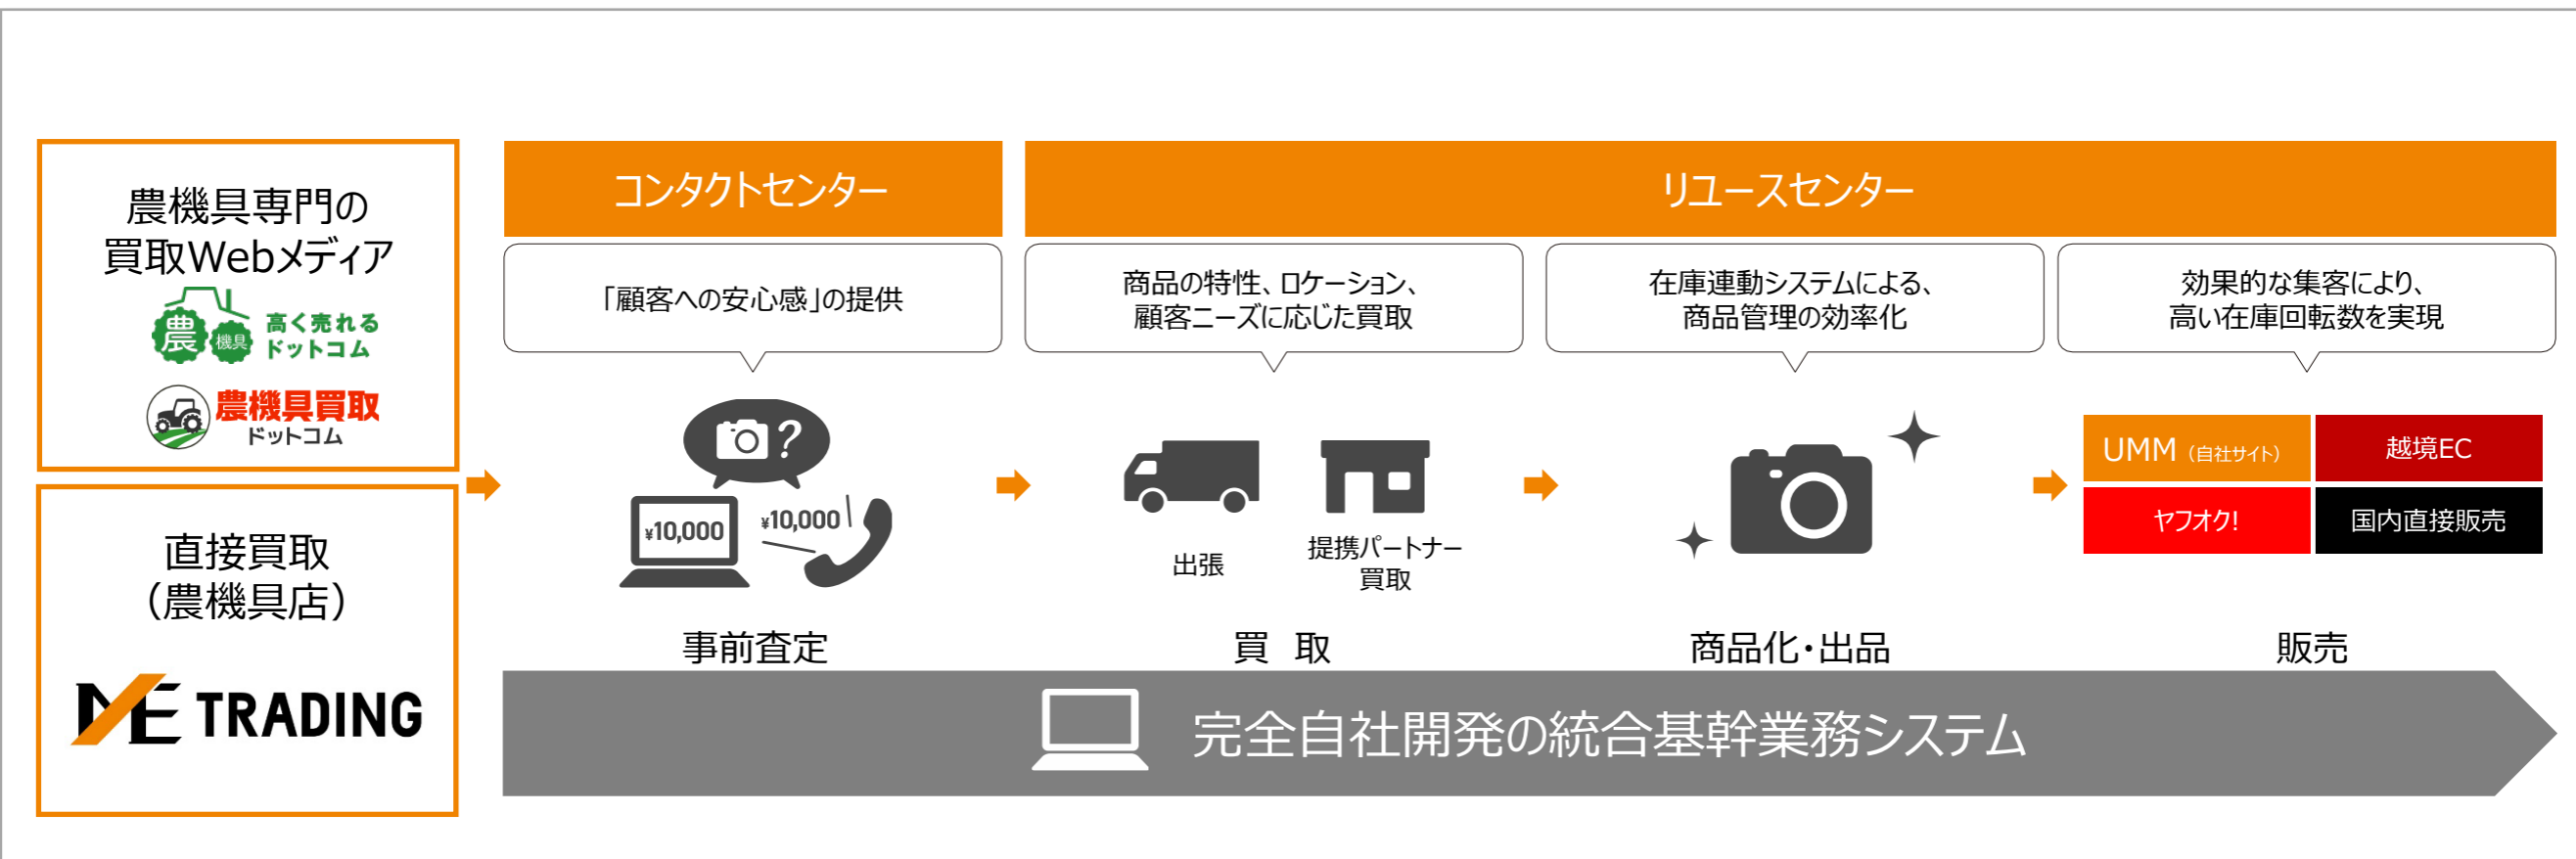 農機具専門の
買取Webメディア
農 機具
高く売れる
ドットコム
農機具買取
ドットコム
直接買取
（農機具店）
ME TRADING
コンタクトセンター
「顧客への安心感」の提供
?
¥10,000
¥10,000
事前査定
リユースセンター
商品の特性、ロケーション、
顧客ニーズに応じた買取
出張
提携パートナー
買取
買 取
在庫連動システムによる、
商品管理の効率化
商品化・出品
効果的な集客により、
高い在庫回転数を実現
UMM（自社サイト）
越境EC
ヤフオク!
国内直接販売
販売
完全自社開発の統合基幹業務システム